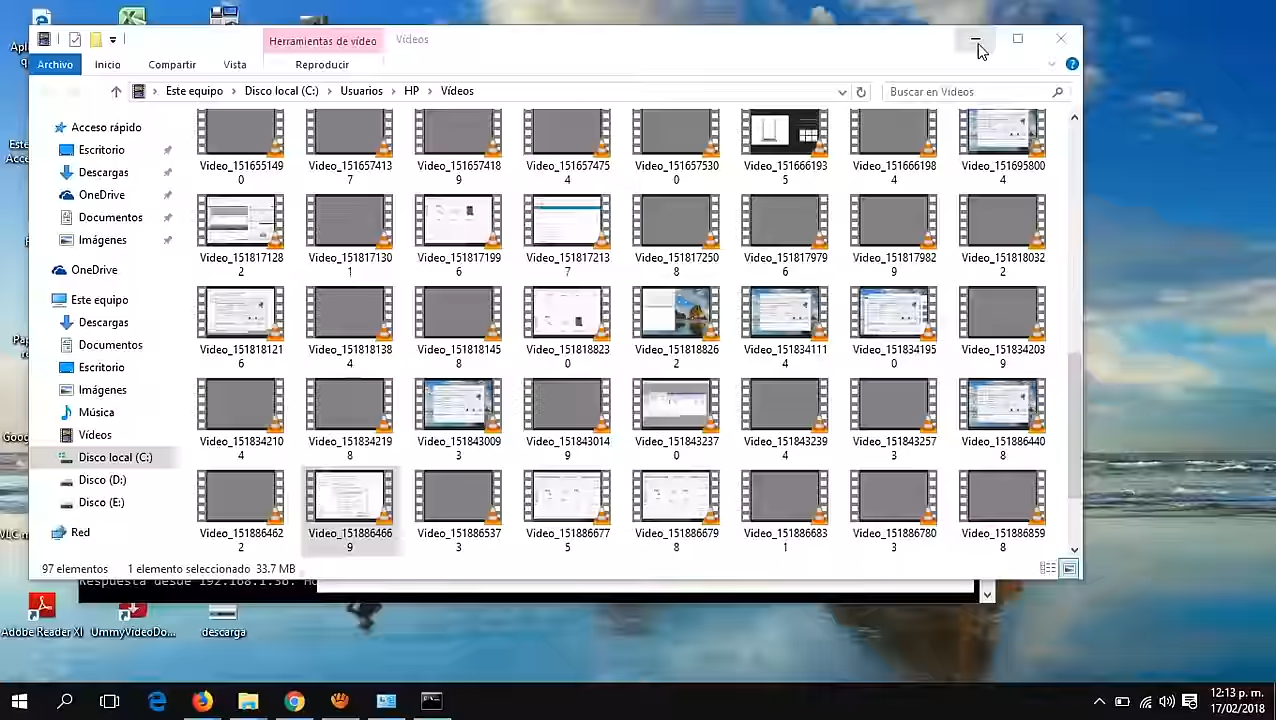 Herramientas de vídeo
Vídeos
Archivo
Inicio
Compartir
Vista
Reproducir
Este equipo
Disco local (C:)
Usuarios
HP
Vídeos
Buscar en Vídeos
Acceso rápido
Escritorio
Descargas
OneDrive
Documentos
Imágenes
OneDrive
Este equipo
Descargas
Documentos
Escritorio
Imágenes
Música
Vídeos
Disco local (C:)
Disco (D:)
Disco (E:)
Red
Video_151655149
0
Video_151657413
7
Video_151657418
9
Video_151657475
4
Video_151657530
0
Video_151666193
5
Video_151666198
4
Video_151695800
4
Video_151817128
2
Video_151817130
1
Video_151817199
6
Video_151817213
7
Video_151817250
8
Video_151817979
6
Video_151817982
9
Video_151818032
2
Video_151818121
6
Video_151818138
4
Video_151818145
8
Video_151818823
0
Video_151818826
2
Video_151834111
4
Video_151834195
0
Video_151834203
9
Video_151834210
4
Video_151834219
8
Video_151843009
3
Video_151843014
9
Video_151843237
0
Video_151843239
4
Video_151843257
3
Video_151886440
8
Video_151886462
2
Video_151886466
9
Video_151886537
3
Video_151886677
5
Video_151886679
8
Video_151886683
1
Video_151886780
3
Video_151886859
8
97 elementos
1 elemento seleccionado 33.7 MB
Respuesta desde 192.168.1.36:
Adobe Reader XI
UmmyVideoDo...
descarga
12:13 p. m.
17/02/2018